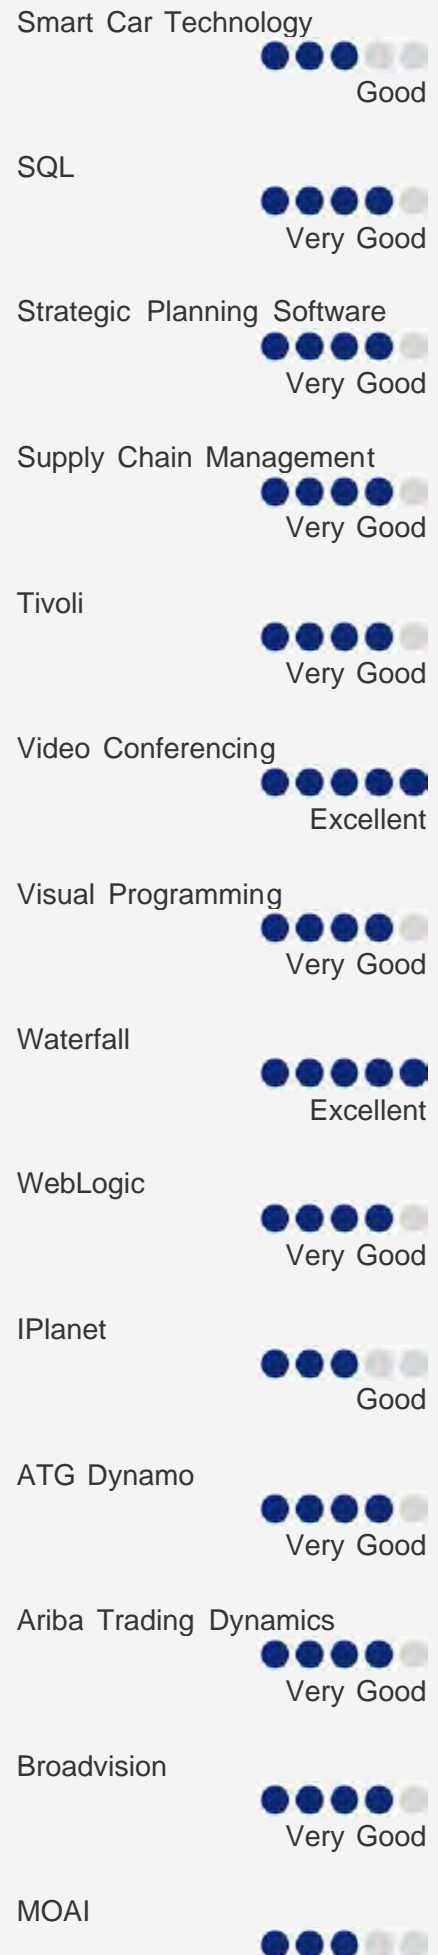 Smart Car Technology
Good
SQL
Very Good
Strategic Planning Software
Very Good
Supply Chain Management
Very Good
Tivoli
Very Good
Video Conferencing
Excellent
Visual Programming
Very Good
Waterfall
Excellent
WebLogic
Very Good
IPlanet
Good
ATG Dynamo
Very Good
Ariba Trading Dynamics
Very Good
Broadvision
Very Good
MOAI